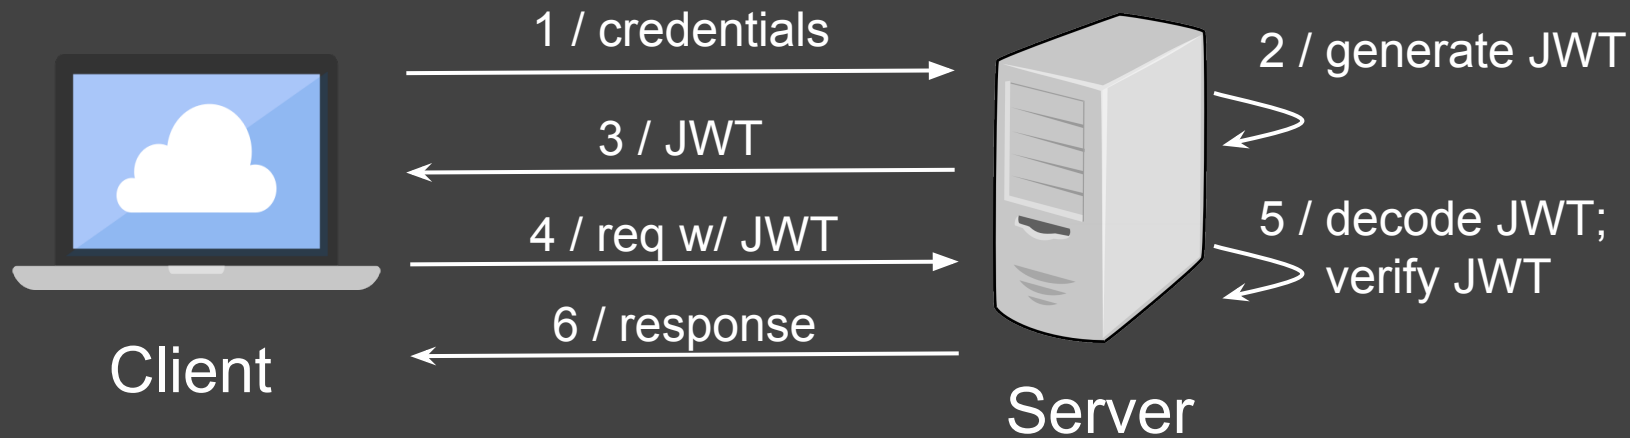 1 / credentials
2 / generate JWT
3 / JWT
4 / req w/ JWT
5 / decode JWT;
verify JWT
6 / response
Client
Server